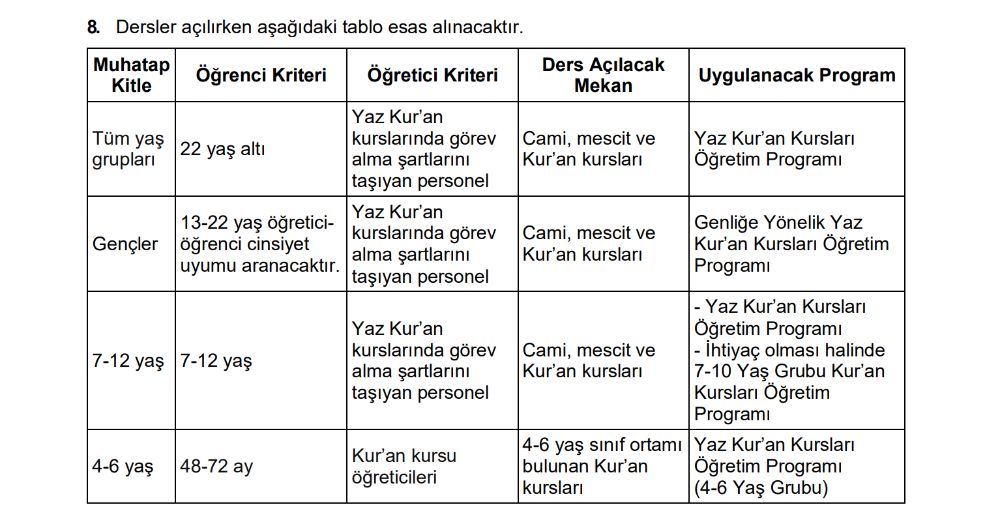 8. Dersler açılırken aşağıdaki tablo esas alınacaktır.
Muhatap
Kitle
Öğrenci Kriteri
Öğretici Kriteri
Ders Açılacak
Mekan
Uygulanacak Program
Tüm yaş
grupları
22 yaş altı
Yaz Kur’an
kurslarında görev
alma şartlarını
taşıyan personel
Cami, mescit ve
Kur’an kursları
Yaz Kur’an Kursları
Öğretim Programı
Gençler
13-22 yaş öğretici-
öğrenci cinsiyet
uyumu aranacaktır.
Yaz Kur’an
kurslarında görev
alma şartlarını
taşıyan personel
Cami, mescit ve
Kur’an kursları
Genliğe Yönelik Yaz
Kur’an Kursları Öğretim
Programı
7-12 yaş
7-12 yaş
Yaz Kur’an
kurslarında görev
alma şartlarını
taşıyan personel
Cami, mescit ve
Kur’an kursları
- Yaz Kur’an Kursları
Öğretim Programı
- İhtiyaç olması halinde
7-10 Yaş Grubu Kur’an
Kursları Öğretim
Programı
4-6 yaş
48-72 ay
Kur’an kursu
öğreticileri
4-6 yaş sınıf ortamı
bulunan Kur’an
kursları
Yaz Kur’an Kursları
Öğretim Programı
(4-6 Yaş Grubu)